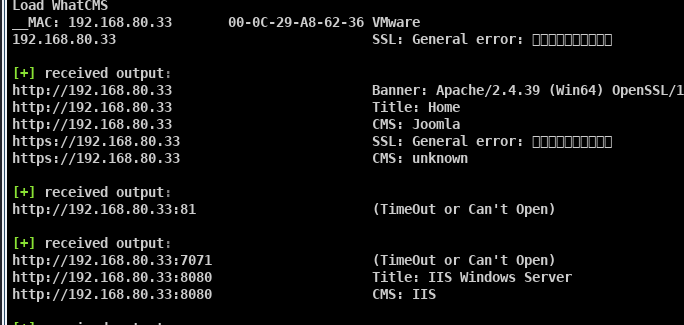 Load WhatCMS
__MAC: 192.168.80.33 00-0C-29-A8-62-36 VMware
192.168.80.33 SSL: General error: □□□□□□□□□□
[+] received output:
http://192.168.80.33 Banner: Apache/2.4.39 (Win64) OpenSSL/1
http://192.168.80.33 Title: Home
http://192.168.80.33 CMS: Joomla
https://192.168.80.33 SSL: General error: □□□□□□□□□□
https://192.168.80.33 CMS: unknown
[+] received output:
http://192.168.80.33:81 (TimeOut or Can't Open)
[+] received output:
http://192.168.80.33:7071 (TimeOut or Can't Open)
http://192.168.80.33:8080 Title: IIS Windows Server
http://192.168.80.33:8080 CMS: IIS